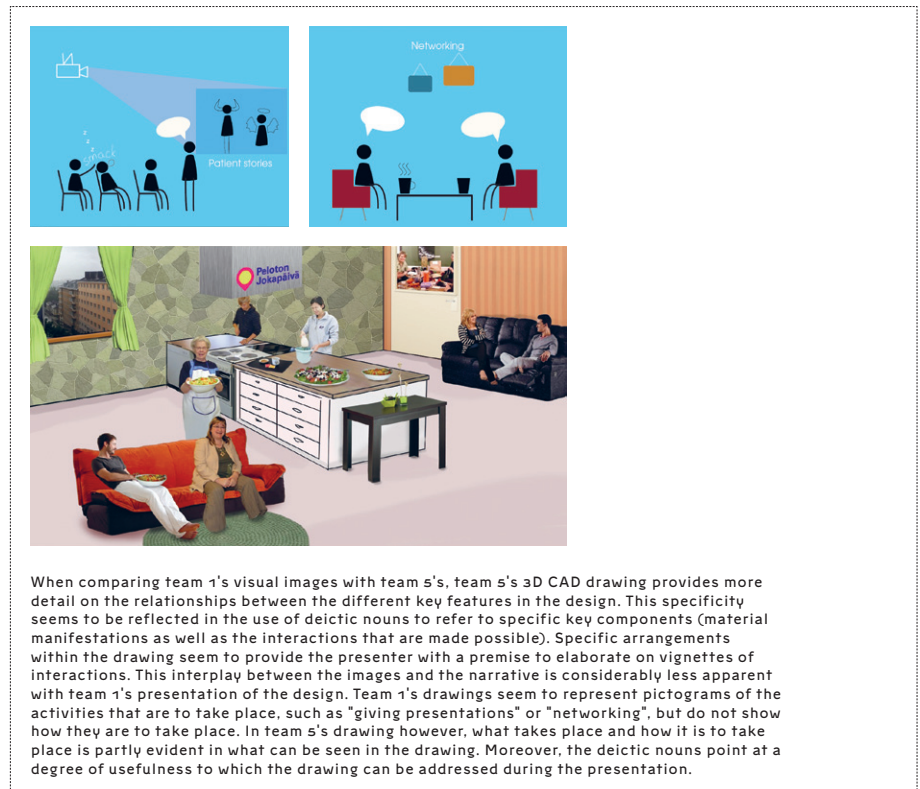 z
z
z
smack
Patient stories
Networking
Peloton
Jokapäivä
When comparing team 1's visual images with team 5's, team 5's 3D CAD drawing provides more
detail on the relationships between the different key features in the design. This specificity
seems to be reflected in the use of deictic nouns to refer to specific key components (material
manifestations as well as the interactions that are made possible). Specific arrangements
within the drawing seem to provide the presenter with a premise to elaborate on vignettes of
interactions. This interplay between the images and the narrative is considerably less apparent
with team 1's presentation of the design. Team 1's drawings seem to represent pictograms of the
activities that are to take place, such as "giving presentations" or "networking", but do not show
how they are to take place. In team 5's drawing however, what takes place and how it is to take
place is partly evident in what can be seen in the drawing. Moreover, the deictic nouns point at a
degree of usefulness to which the drawing can be addressed during the presentation.